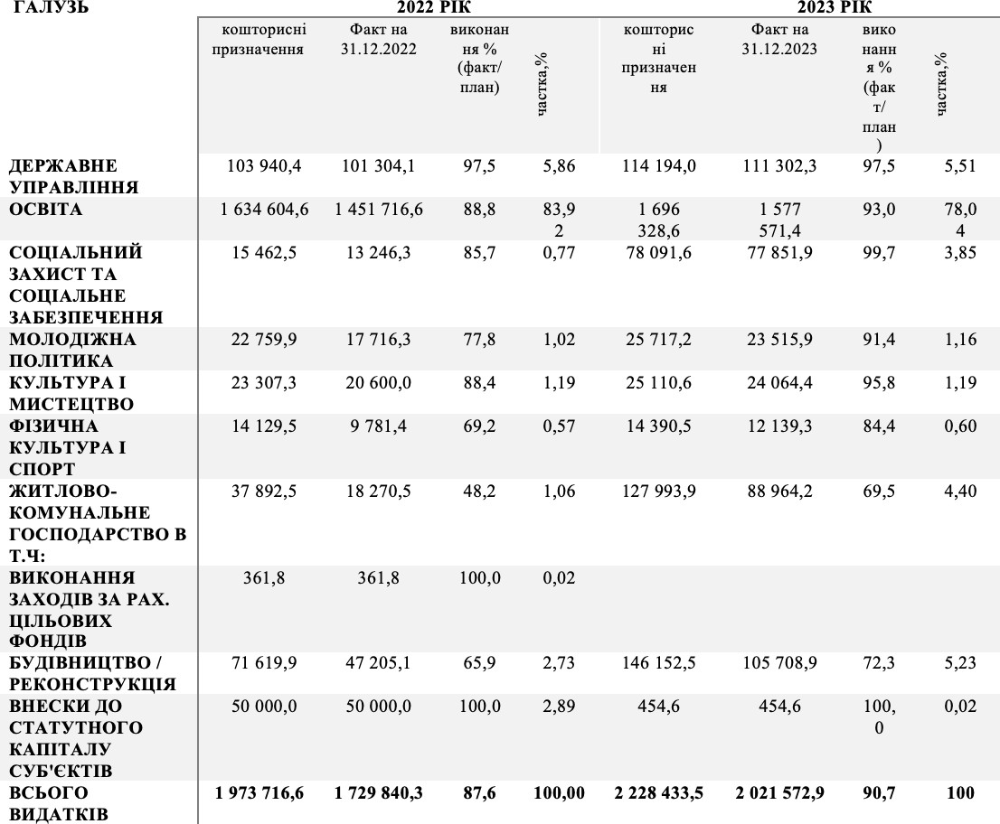 ГАЛУЗЬ 2022 РІК 2023 РІК
кошторисні Факт на виконан кошторис Факт на вико
призначення 31.12.2022 ня % частка,% ні 31.12.2023 нанн частка,%
(факт/ призначен я %
план) ня (фак
т/
план
)
ДЕРЖАВНЕ 103 940,4 101 304,1 97,5 5,86 114 194,0 111 302,3 97,5 5,51
УПРАВЛІННЯ
ОСВІТА 1 634 604,6 1 451 716,6 88,8 83,9 1 696 1 577 93,0 78,0
2 328,6 571,4 4
СОЦІАЛЬНИЙ 15 462,5 13 246,3 85,7 0,77 78 091,6 77 851,9 99,7 3,85
ЗАХИСТ ТА
СОЦІАЛЬНЕ
ЗАБЕЗПЕЧЕННЯ
МОЛОДІЖНА 22 759,9 17 716,3 77,8 1,02 25 717,2 23 515,9 91,4 1,16
ПОЛІТИКА
КУЛЬТУРА І 23 307,3 20 600,0 88,4 1,19 25 110,6 24 064,4 95,8 1,19
МИСТЕЦТВО
ФІЗИЧНА 14 129,5 9 781,4 69,2 0,57 14 390,5 12 139,3 84,4 0,60
КУЛЬТУРА І
СПОРТ
ЖИТЛОВО- 37 892,5 18 270,5 48,2 1,06 127 993,9 88 964,2 69,5 4,40
КОМУНАЛЬНЕ
ГОСПОДАРСТВО В
Т.Ч:
ВИКОНАННЯ 361,8 361,8 100,0 0,02
ЗАХОДІВ ЗА РАХ.
ЦІЛЬОВИХ
ФОНДІВ
БУДІВНИЦТВО / 71 619,9 47 205,1 65,9 2,73 146 152,5 105 708,9 72,3 5,23
РЕКОНСТРУКЦІЯ
ВНЕСКИ ДО 50 000,0 50 000,0 100,0 2,89 454,6 454,6 100, 0,02
СТАТУТНОГО 0
КАПІТАЛУ
СУБ'ЄКТІВ
ВСЬОГО 1 973 716,6 1 729 840,3 87,6 100,00 2 228 433,5 2 021 572,9 90,7 100
ВИДАТКІВ